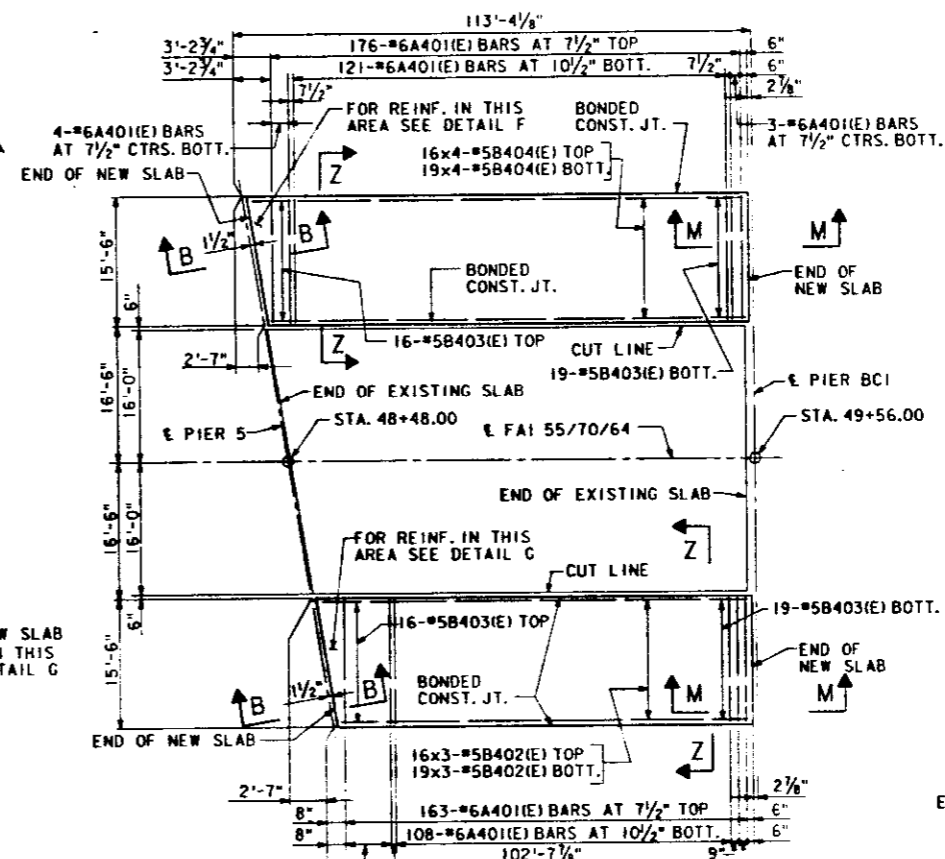 113'-4⅛"
3'-2¾" 176-#6A401(E) BARS AT 7½" TOP 6"
3'-2¾" 121-#6A401(E) BARS AT 10½" BOTT. 7½" 6"
7½" 2⅞"
4-#6A401(E) BARS
AT 7½" CTRS. BOTT.
FOR REINF. IN THIS
AREA SEE DETAIL F
BONDED
CONST. JT.
3-#6A401(E) BARS
AT 7½" CTRS. BOTT.
END OF NEW SLAB
Z
16x4-#5B404(E) TOP
19x4-#5B404(E) BOTT.
15'-6"
B B
1½"
M M
BONDED
CONST. JT.
END OF
NEW SLAB
6"
Z
16-#5B403(E) TOP
CUT LINE
19-#5B403(E) BOTT.
2'-7"
16'-6" 16'-0"
END OF EXISTING SLAB
℄ PIER BC1
℄ PIER 5
STA. 48+48.00
℄ FAI 55/70/64
STA. 49+56.00
16'-6" 16'-0"
END OF EXISTING SLAB
Z
FOR REINF. IN THIS
AREA SEE DETAIL G
CUT LINE
6"
16-#5B403(E) TOP
19-#5B403(E) BOTT.
W SLAB
THIS
TAIL G
15'-6"
B B
1½"
BONDED
CONST. JT.
M M
END OF
NEW SLAB
END OF NEW SLAB
16x3-#5B402(E) TOP
19x3-#5B402(E) BOTT.
Z
2'-7"
2⅞"
8" 163-#6A401(E) BARS AT 7½" TOP 6"
8" 108-#6A401(E) BARS AT 10½" BOTT. 6"
102'-7⅞" 9"
E